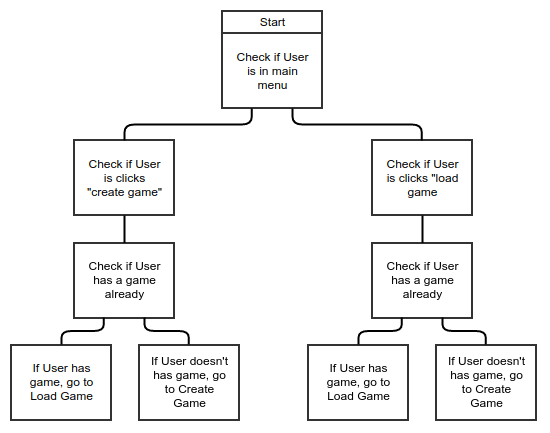 Start
Check if User
is in main
menu
Check if User
is clicks
"create game"
Check if User
is clicks "load
game
Check if User
has a game
already
Check if User
has a game
already
If User has
game, go to
Load Game
If User doesn't
has game, go
to Create
Game
If User has
game, go to
Load Game
If User doesn't
has game, go
to Create
Game